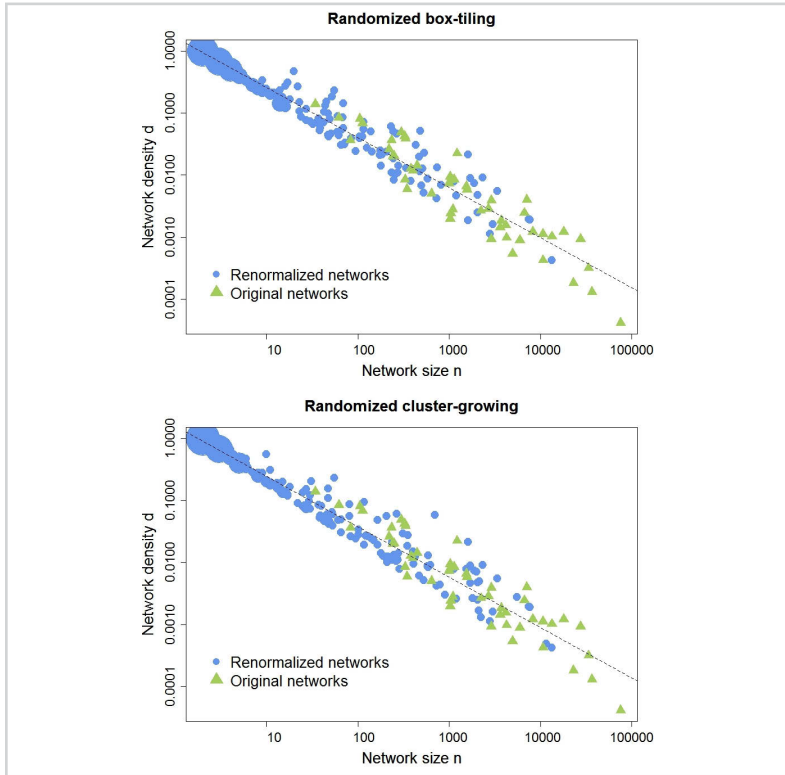 Randomized box-tiling
Network density d
1.0000
0.1000
0.0100
0.0010
0.0001
Renormalized networks
Original networks
10
100
1000
10000
100000
Network size n
Randomized cluster-growing
Network density d
1.0000
0.1000
0.0100
0.0010
0.0001
Renormalized networks
Original networks
10
100
1000
10000
100000
Network size n